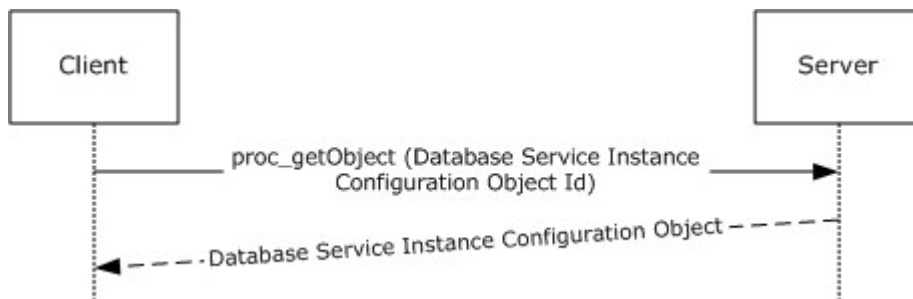 Client
Server
proc_getObject (Database Service Instance
Configuration Object Id)
Database Service Instance Configuration Object